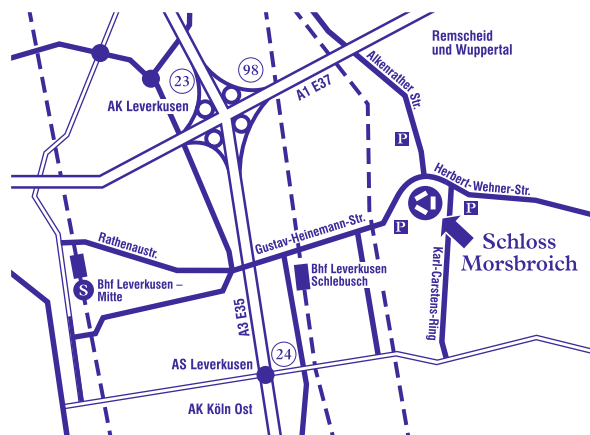 Remscheid
und Wuppertal
98
23
A1 E37
Alkenrather Str.
AK Leverkusen
P
Herbert-Wehner-Str.
P
P
Rathenaustr.
Gustav-Heinemann-Str.
Schloss
Morsbroich
Bhf Leverkusen
Schlebusch
S
Bhf Leverkusen –
Mitte
Karl-Carstens-Ring
A3 E35
24
AS Leverkusen
AK Köln Ost